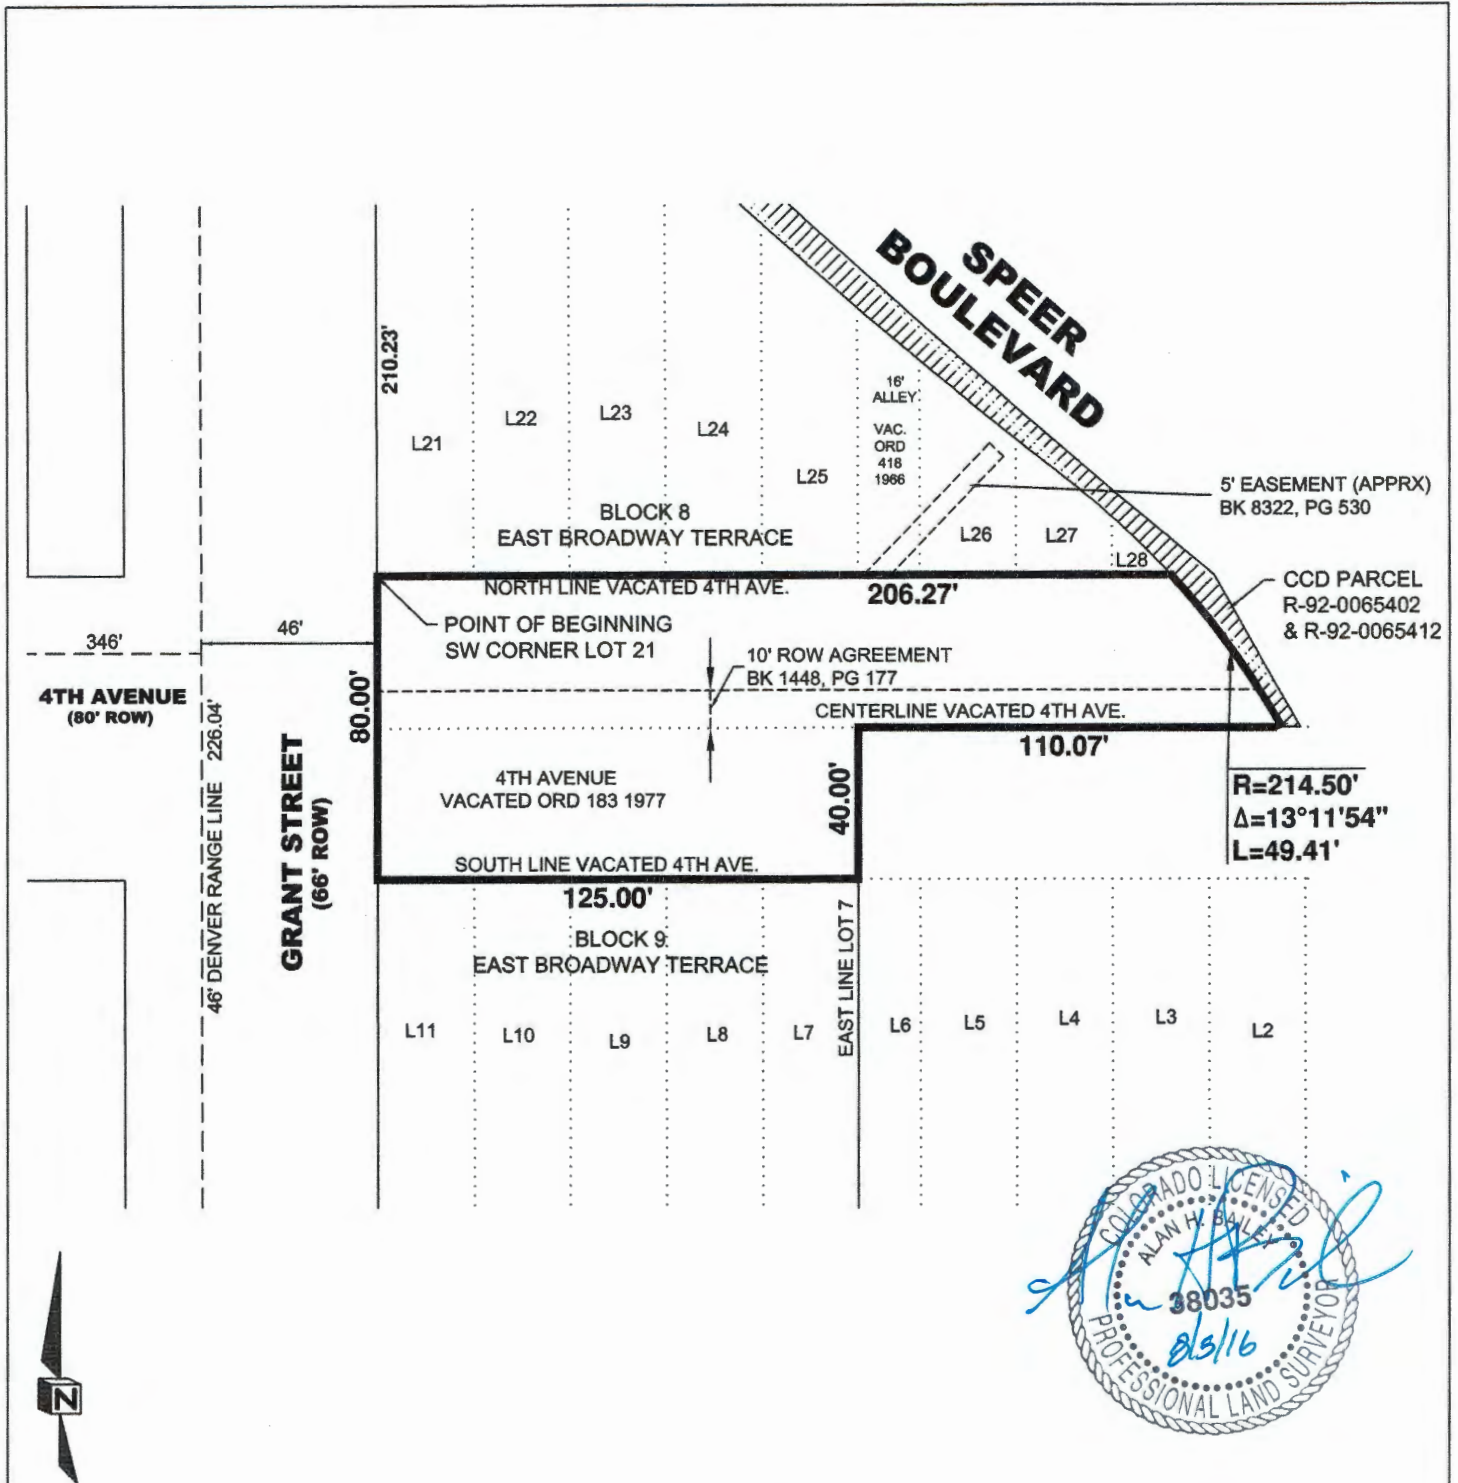 SPEER
BOULEVARD
210.23'
L21
L22
L23
L24
L25
16'
ALLEY
VAC.
ORD
418
1966
L26
L27
L28
5' EASEMENT (APPRX)
BK 8322, PG 530
BLOCK 8
EAST BROADWAY TERRACE
NORTH LINE VACATED 4TH AVE.
206.27'
CCD PARCEL
R-92-0065402
& R-92-0065412
POINT OF BEGINNING
SW CORNER LOT 21
346'
46'
4TH AVENUE
(80' ROW)
10' ROW AGREEMENT
BK 1448, PG 177
80.00'
CENTERLINE VACATED 4TH AVE.
110.07'
46' DENVER RANGE LINE 226.04'
GRANT STREET
(66' ROW)
4TH AVENUE
VACATED ORD 183 1977
40.00'
R=214.50'
Δ=13°11'54"
L=49.41'
SOUTH LINE VACATED 4TH AVE.
125.00'
BLOCK 9
EAST BROADWAY TERRACE
EAST LINE LOT 7
L11
L10
L9
L8
L7
L6
L5
L4
L3
L2
COLORADO LICENSED
ALAN H. BAILEY
38035
PROFESSIONAL LAND SURVEYOR
N